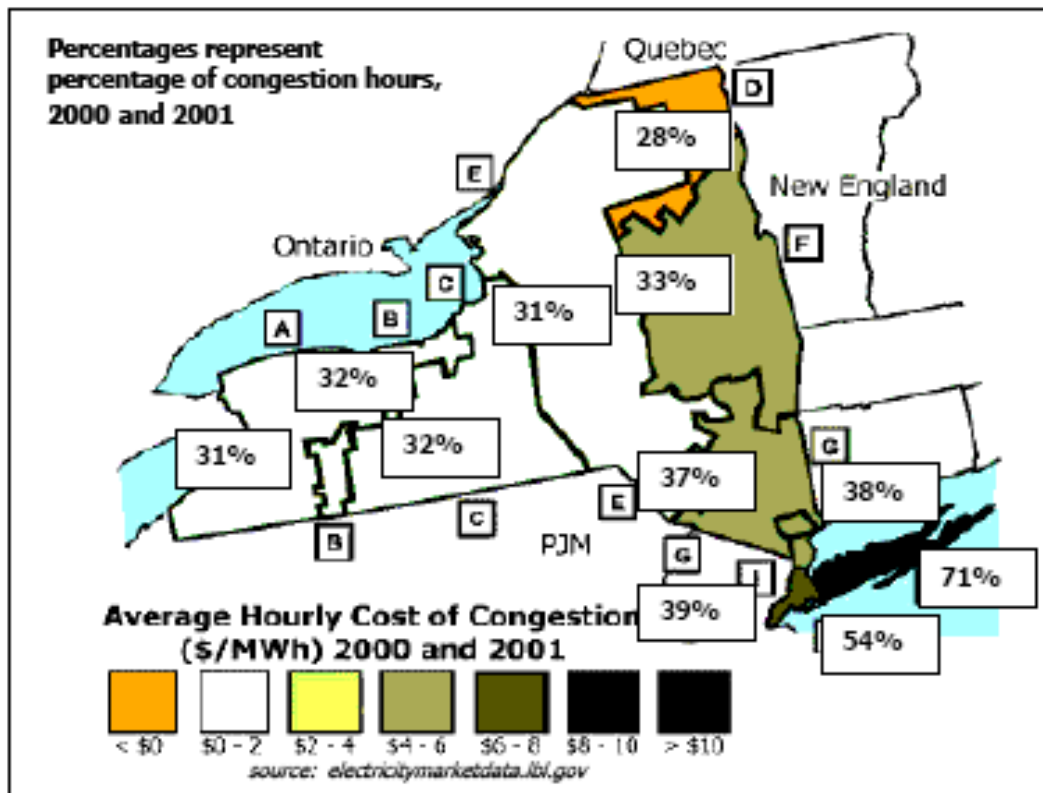 Percentages represent
percentage of congestion hours,
2000 and 2001
Quebec
D
28%
E
New England
Ontario
F
C
33%
A
B
31%
32%
31%
32%
G
37%
38%
E
C
B
PJM
G
71%
39%
54%
Average Hourly Cost of Congestion
($/MWh) 2000 and 2001
< $0
$0 - 2
$2 - 4
$4 - 6
$6 - 8
$8 - 10
> $10
source: electricitymarketdata.lbl.gov